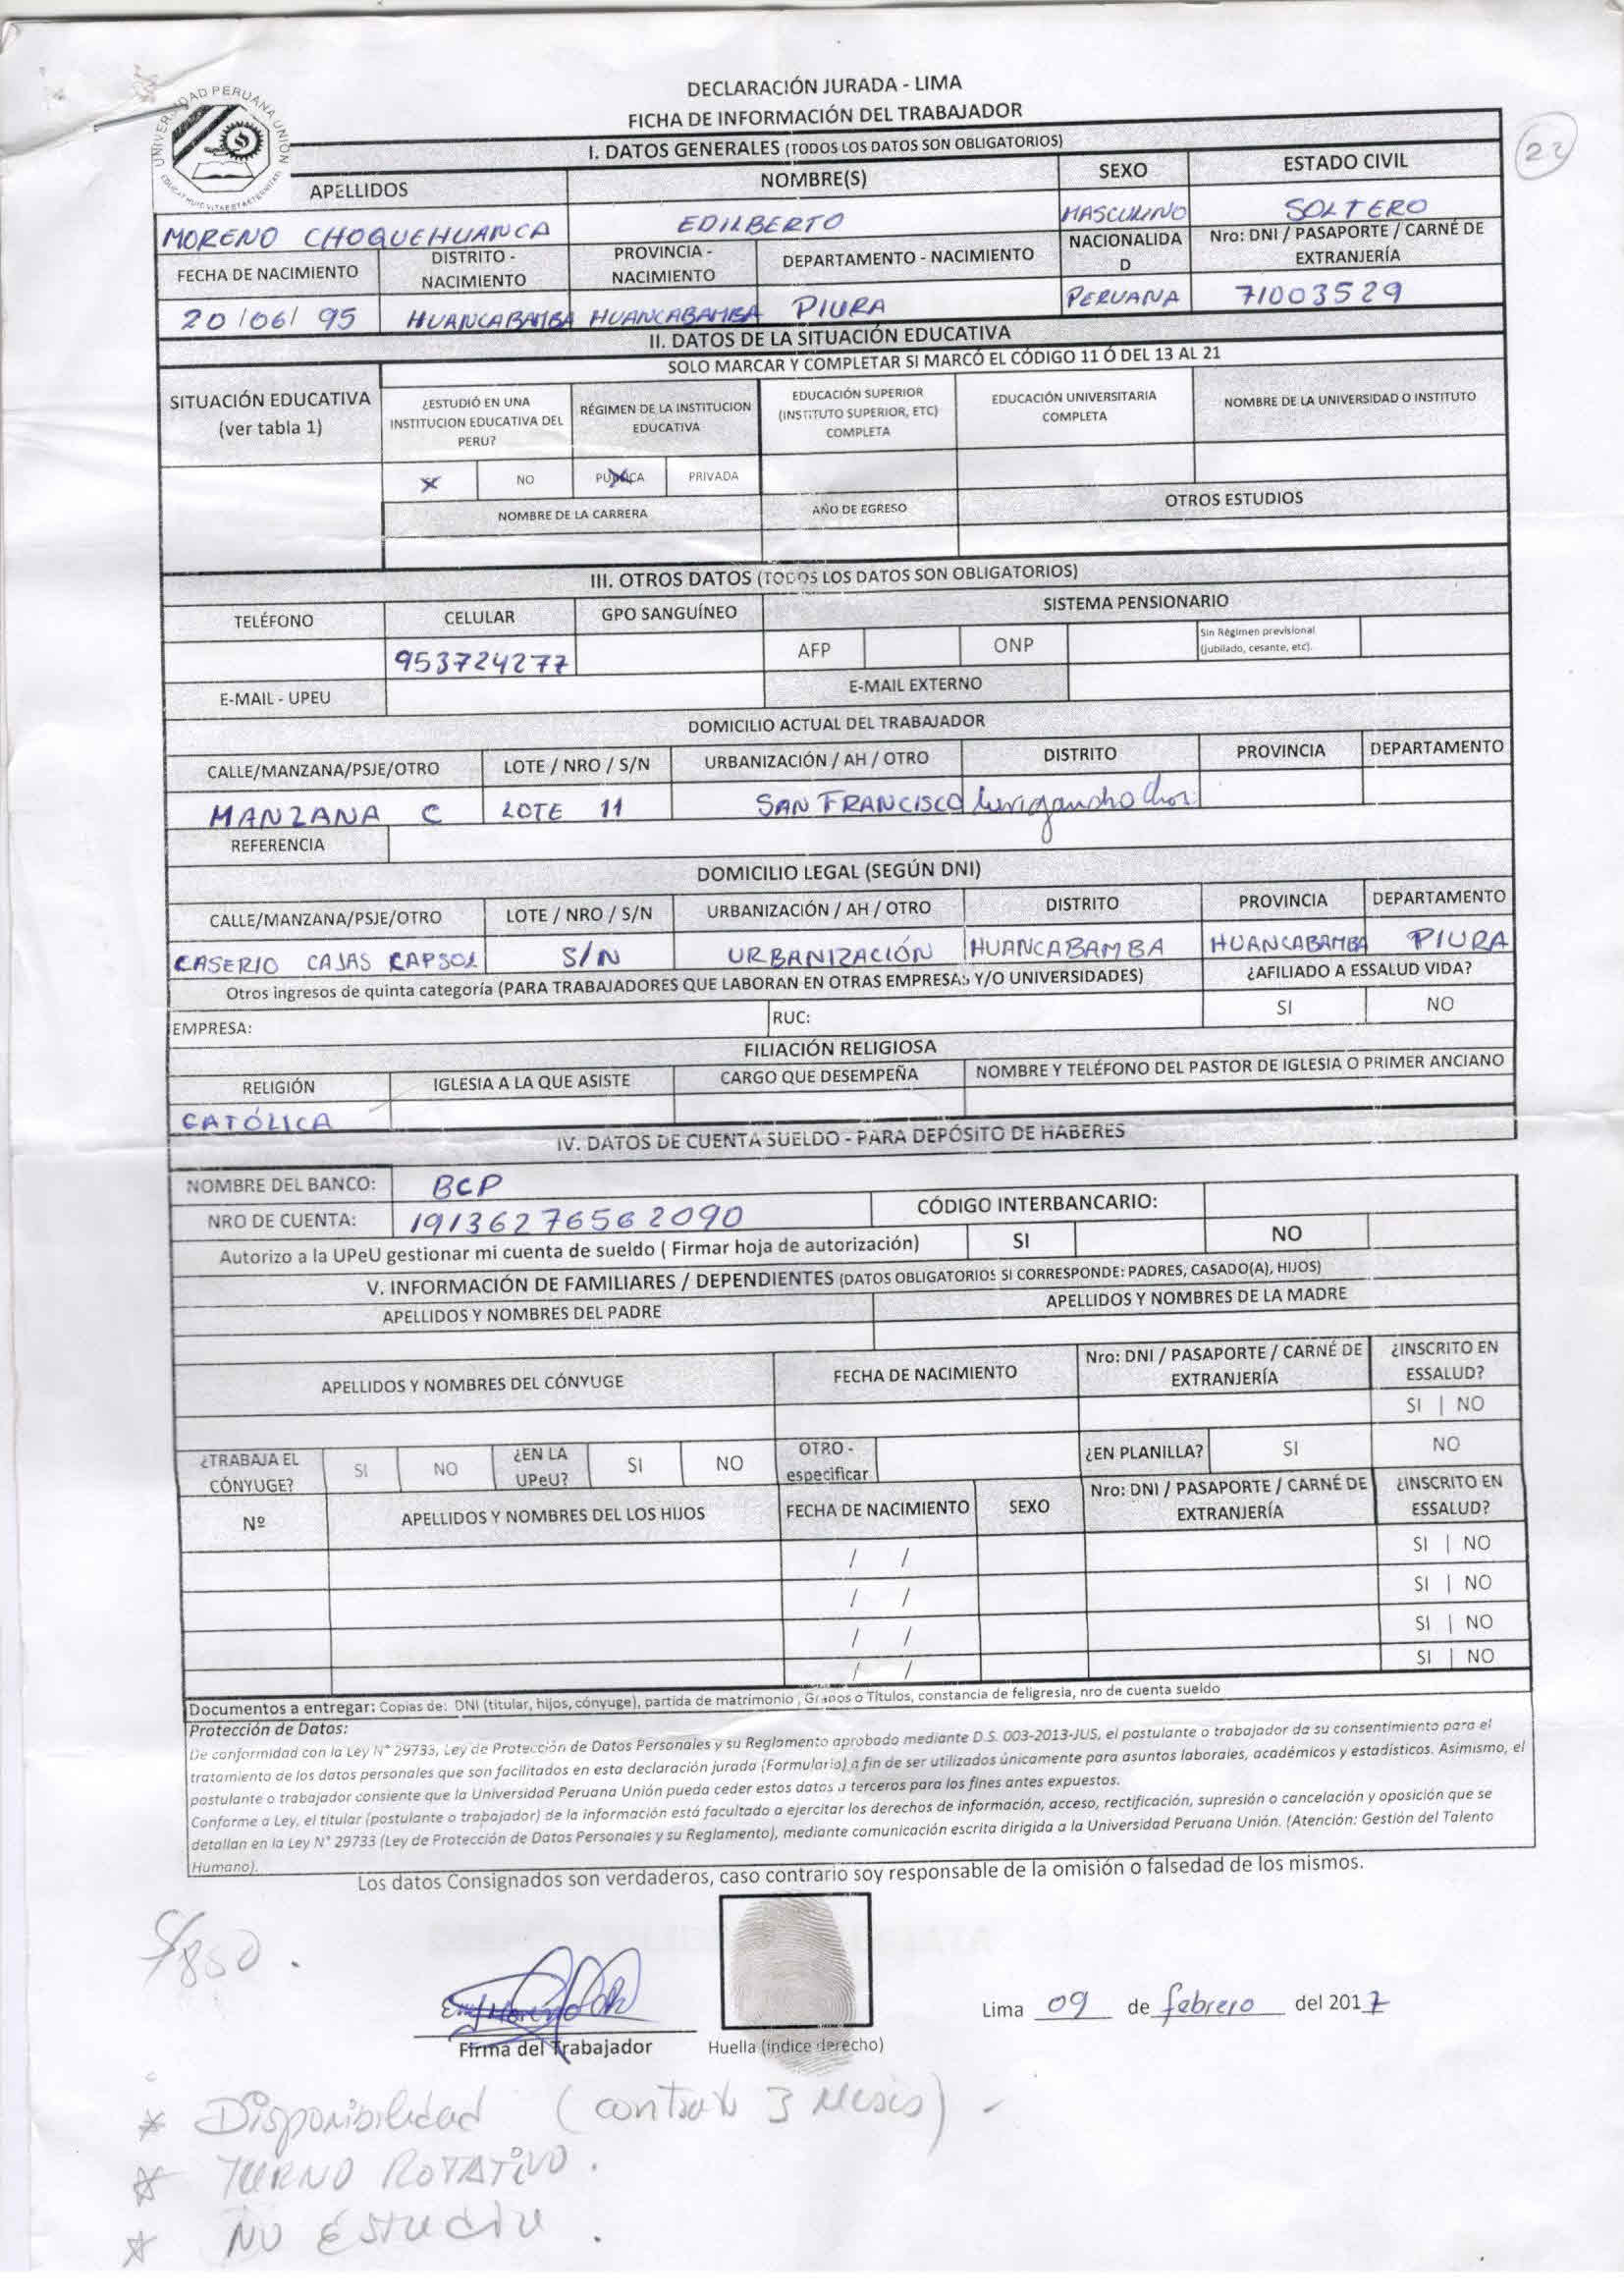 UNIVERSIDAD PERUANA UNION
DECLARACIÓN JURADA - LIMA
FICHA DE INFORMACIÓN DEL TRABAJADOR
22
I. DATOS GENERALES (TODOS LOS DATOS SON OBLIGATORIOS)
APELLIDOS NOMBRE(S) SEXO ESTADO CIVIL
MORENO CHOQUEHUANCA EDILBERTO MASCULINO SOLTERO
FECHA DE NACIMIENTO DISTRITO - NACIMIENTO PROVINCIA - NACIMIENTO DEPARTAMENTO - NACIMIENTO NACIONALIDAD Nro: DNI / PASAPORTE / CARNÉ DE EXTRANJERÍA
20/06/95 HUANCABAMBA HUANCABAMBA PIURA PERUANA 71003529
II. DATOS DE LA SITUACIÓN EDUCATIVA
SOLO MARCAR Y COMPLETAR SI MARCÓ EL CÓDIGO 11 Ó DEL 13 AL 21
SITUACIÓN EDUCATIVA (ver tabla 1) ¿ESTUDIÓ EN UNA INSTITUCION EDUCATIVA DEL PERU? RÉGIMEN DE LA INSTITUCION EDUCATIVA EDUCACIÓN SUPERIOR (INSTITUTO SUPERIOR, ETC) COMPLETA EDUCACIÓN UNIVERSITARIA COMPLETA NOMBRE DE LA UNIVERSIDAD O INSTITUTO
X NO PUBLICA PRIVADA
NOMBRE DE LA CARRERA AÑO DE EGRESO OTROS ESTUDIOS
III. OTROS DATOS (TODOS LOS DATOS SON OBLIGATORIOS)
TELÉFONO CELULAR GPO SANGUÍNEO SISTEMA PENSIONARIO
953724277 AFP ONP Sin Régimen previsional (jubilado, cesante, etc).
E-MAIL - UPEU E-MAIL EXTERNO
DOMICILIO ACTUAL DEL TRABAJADOR
CALLE/MANZANA/PSJE/OTRO LOTE / NRO / S/N URBANIZACIÓN / AH / OTRO DISTRITO PROVINCIA DEPARTAMENTO
MANZANA C LOTE 11 SAN FRANCISCO Lurigancho Chos
REFERENCIA
DOMICILIO LEGAL (SEGÚN DNI)
CALLE/MANZANA/PSJE/OTRO LOTE / NRO / S/N URBANIZACIÓN / AH / OTRO DISTRITO PROVINCIA DEPARTAMENTO
CASERIO CAJAS CAPSOL S/N URBANIZACIÓN HUANCABAMBA HUANCABAMBA PIURA
Otros ingresos de quinta categoría (PARA TRABAJADORES QUE LABORAN EN OTRAS EMPRESAS Y/O UNIVERSIDADES) ¿AFILIADO A ESSALUD VIDA?
EMPRESA: RUC: SI NO
FILIACIÓN RELIGIOSA
RELIGIÓN IGLESIA A LA QUE ASISTE CARGO QUE DESEMPEÑA NOMBRE Y TELÉFONO DEL PASTOR DE IGLESIA O PRIMER ANCIANO
CATÓLICA
IV. DATOS DE CUENTA SUELDO - PARA DEPÓSITO DE HABERES
NOMBRE DEL BANCO: BCP
NRO DE CUENTA: 19136276562090 CÓDIGO INTERBANCARIO:
Autorizo a la UPeU gestionar mi cuenta de sueldo ( Firmar hoja de autorización) SI NO
V. INFORMACIÓN DE FAMILIARES / DEPENDIENTES (DATOS OBLIGATORIOS SI CORRESPONDE: PADRES, CASADO(A), HIJOS)
APELLIDOS Y NOMBRES DEL PADRE APELLIDOS Y NOMBRES DE LA MADRE
APELLIDOS Y NOMBRES DEL CÓNYUGE FECHA DE NACIMIENTO Nro: DNI / PASAPORTE / CARNÉ DE EXTRANJERÍA ¿INSCRITO EN ESSALUD?
SI | NO
¿TRABAJA EL CÓNYUGE? SI NO ¿EN LA UPeU? SI NO OTRO - especificar ¿EN PLANILLA? SI NO
Nº APELLIDOS Y NOMBRES DEL LOS HIJOS FECHA DE NACIMIENTO SEXO Nro: DNI / PASAPORTE / CARNÉ DE EXTRANJERÍA ¿INSCRITO EN ESSALUD?
/ / SI | NO
/ / SI | NO
/ / SI | NO
/ / SI | NO
Documentos a entregar: Copias de: DNI (titular, hijos, cónyuge), partida de matrimonio , Grados o Títulos, constancia de feligresia, nro de cuenta sueldo
Protección de Datos:
De conformidad con la Ley N° 29733, Ley de Protección de Datos Personales y su Reglamento aprobado mediante D.S. 003-2013-JUS, el postulante o trabajador da su consentimiento para el
tratamiento de los datos personales que son facilitados en esta declaración jurada (Formulario) a fin de ser utilizados únicamente para asuntos laborales, académicos y estadísticos. Asimismo, el
postulante o trabajador consiente que la Universidad Peruana Unión pueda ceder estos datos a terceros para los fines antes expuestos.
Conforme a Ley, el titular (postulante o trabajador) de la información está facultado a ejercitar los derechos de información, acceso, rectificación, supresión o cancelación y oposición que se
detallan en la Ley N° 29733 (Ley de Protección de Datos Personales y su Reglamento), mediante comunicación escrita dirigida a la Universidad Peruana Unión. (Atención: Gestión del Talento
Humano).
Los datos Consignados son verdaderos, caso contrario soy responsable de la omisión o falsedad de los mismos.
S/850.
Lima 09 de febrero del 2017
Firma del Trabajador Huella (índice derecho)
* Disponibilidad (contrato 3 meses) -
* TURNO ROTATIVO.
* NO ESTUDIA.